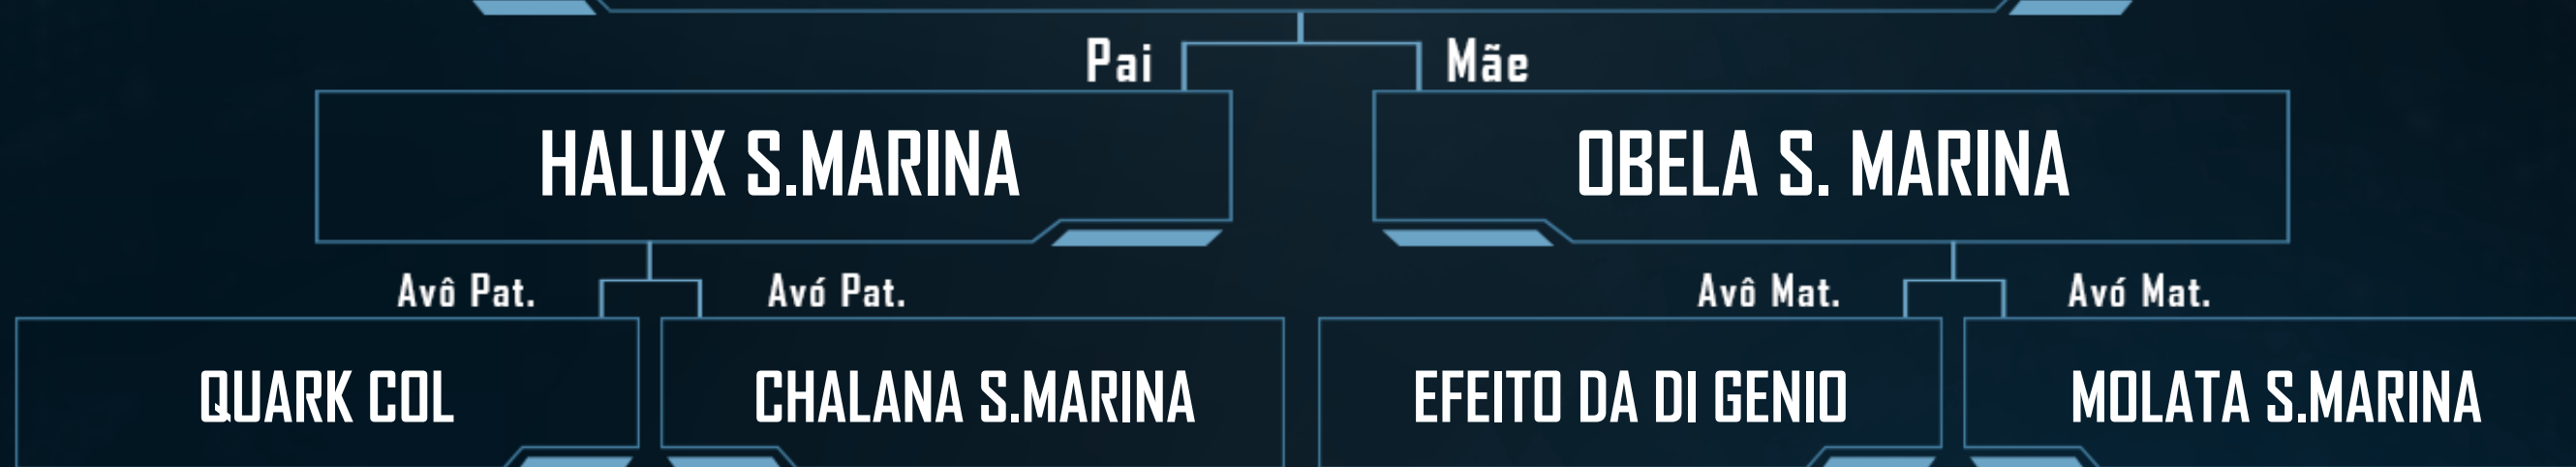 Pai
Mãe
HALUX S.MARINA
OBELA S. MARINA
Avô Pat.
Avó Pat.
Avô Mat.
Avó Mat.
QUARK COL
CHALANA S.MARINA
EFEITO DA DI GENIO
MOLATA S.MARINA